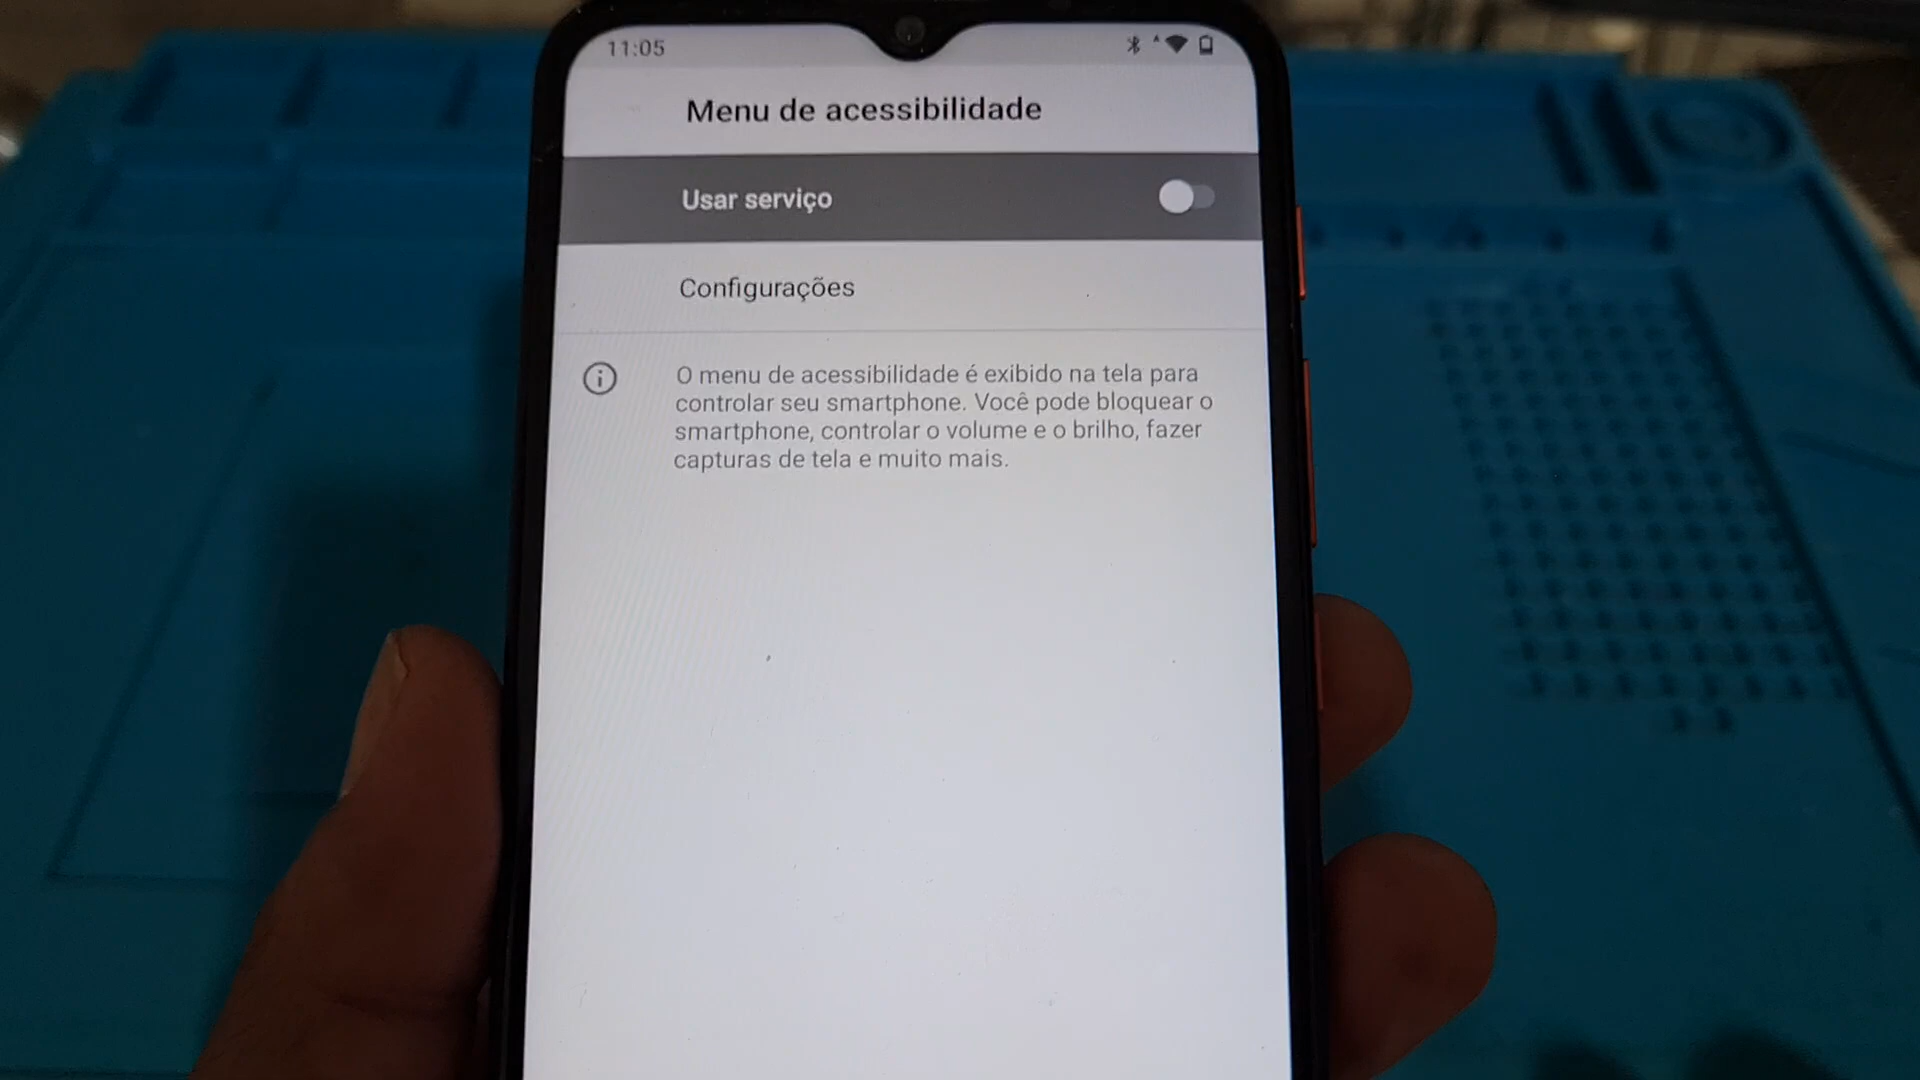 11:05
Menu de acessibilidade
Usar serviço
Configurações
O menu de acessibilidade é exibido na tela para
controlar seu smartphone. Você pode bloquear o
smartphone, controlar o volume e o brilho, fazer
capturas de tela e muito mais.